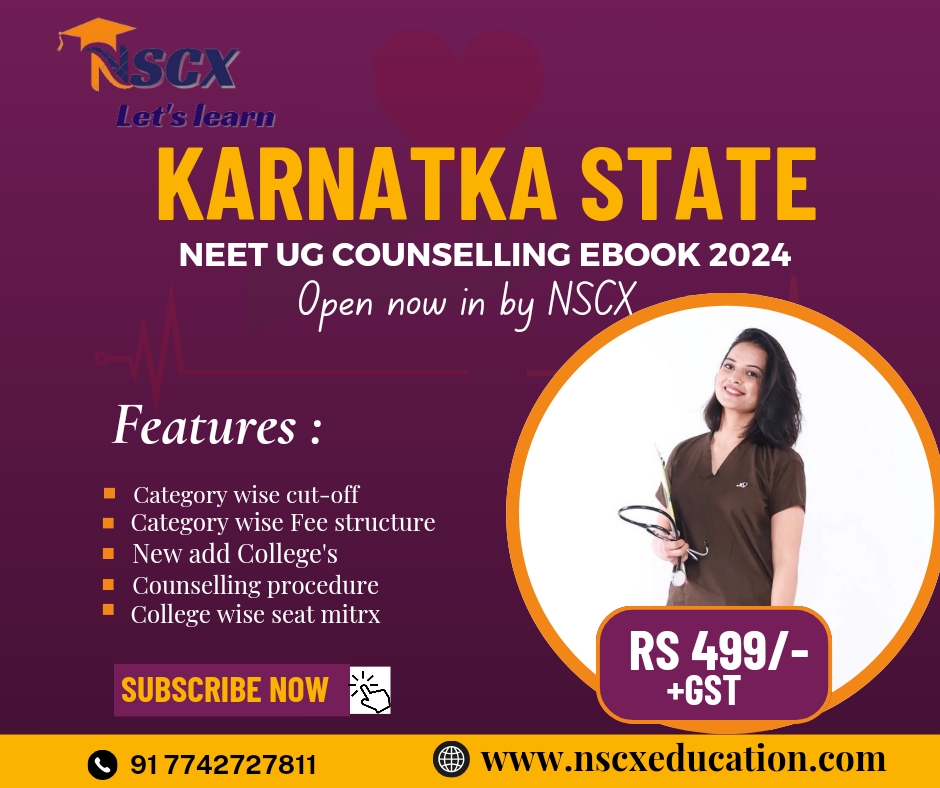 NSCX
Let's learn
KARNATKA STATE
NEET UG COUNSELLING EBOOK 2024
Open now in by NSCX
Features :
Category wise cut-off
Category wise Fee structure
New add College's
Counselling procedure
College wise seat mitrx
RS 499/-
+GST
SUBSCRIBE NOW
91 7742727811
www.nscxeducation.com